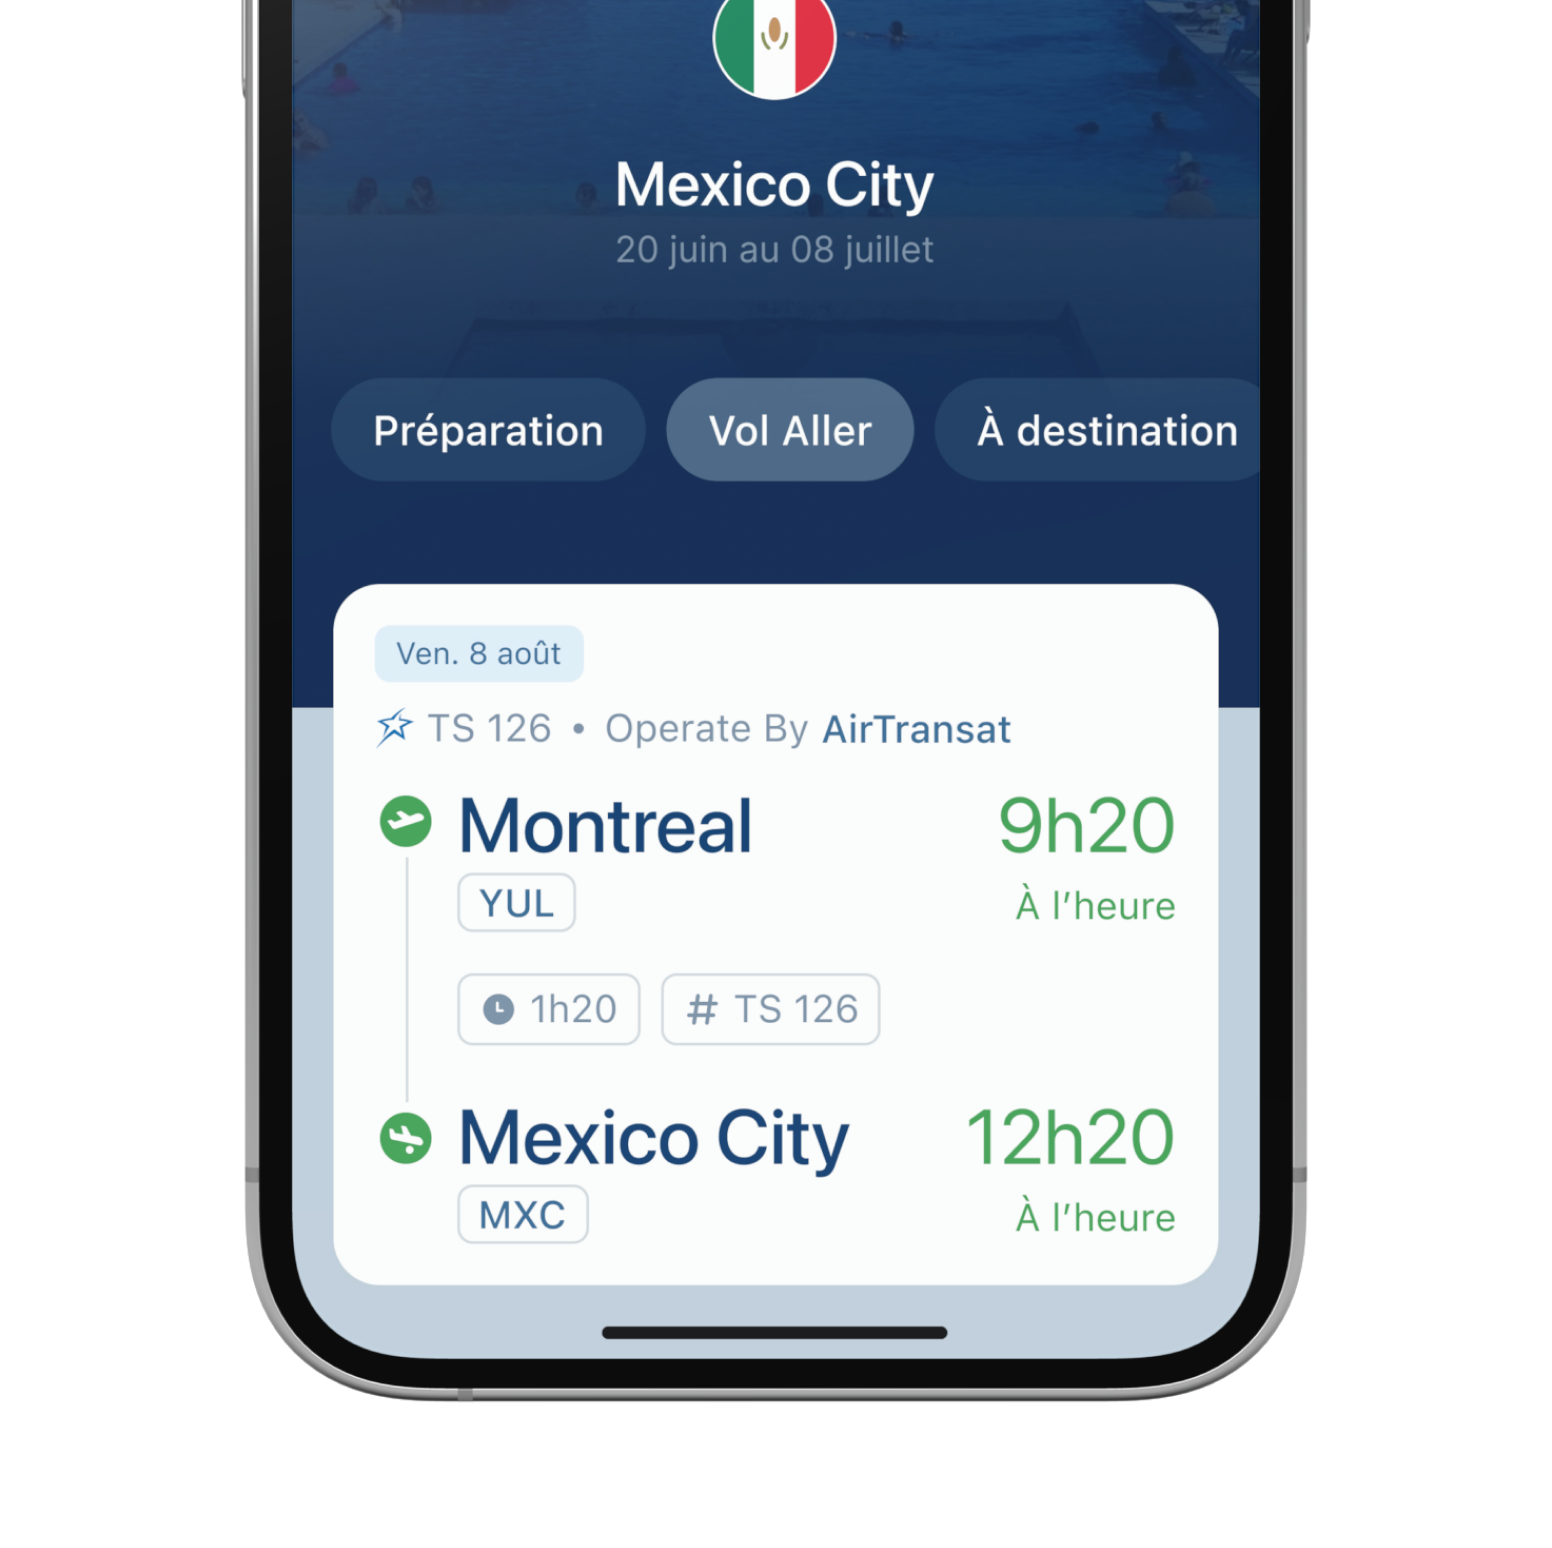 Mexico City
20 juin au 08 juillet
Préparation
Vol Aller
À destination
Ven. 8 août
TS 126 • Operate By AirTransat
Montreal 9h20
YUL À l’heure
1h20 # TS 126
Mexico City 12h20
MXC À l’heure